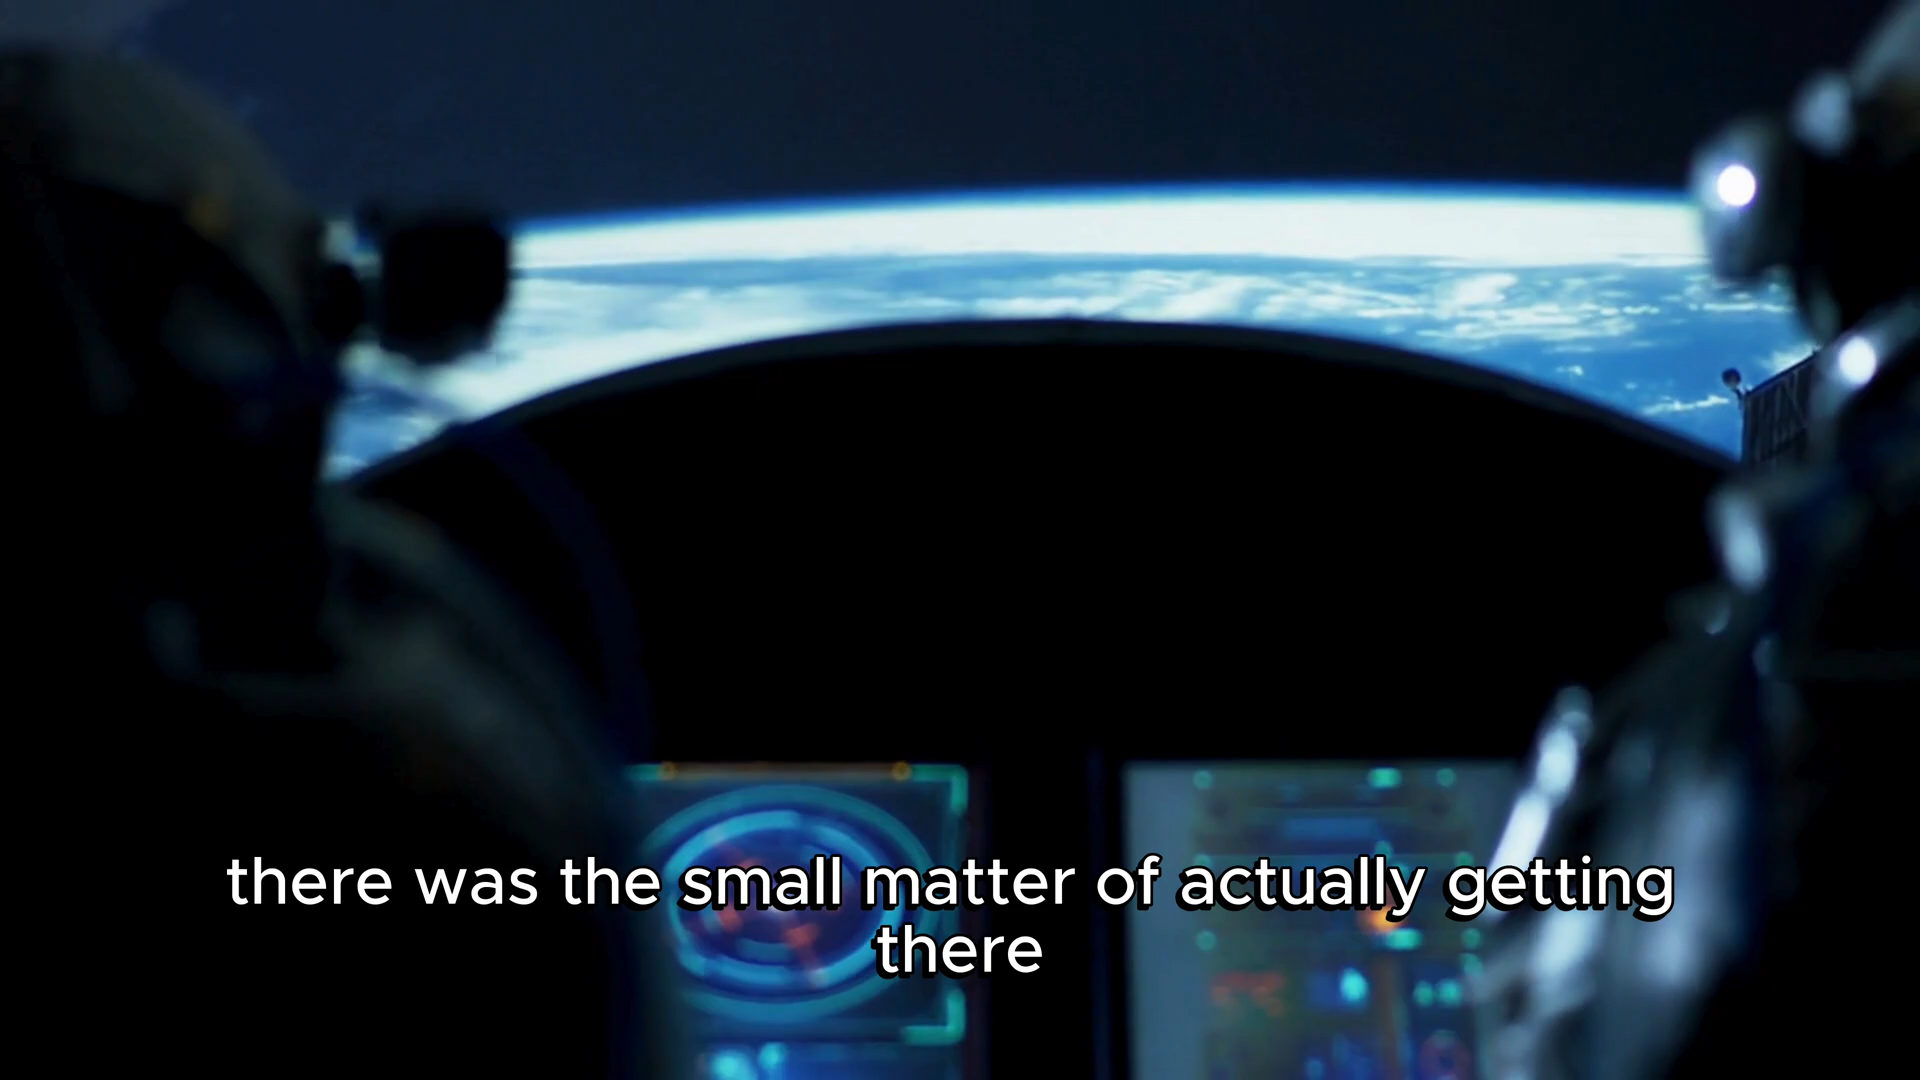 there was the small matter of actually getting
there